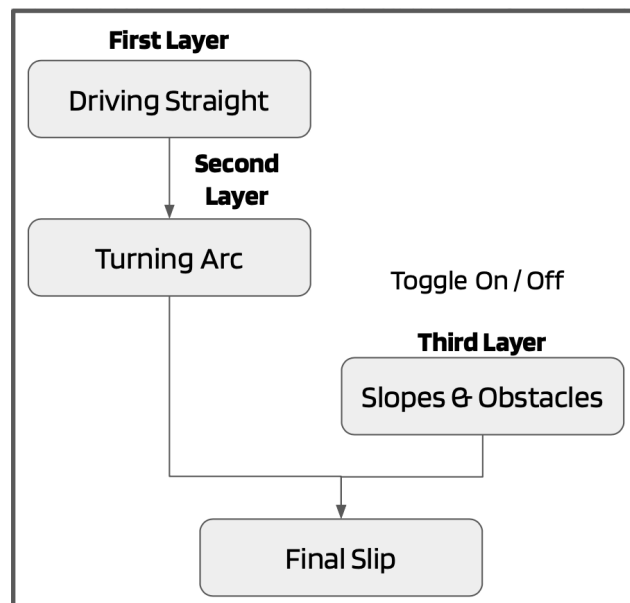 First Layer
Driving Straight
Second
Layer
Turning Arc
Toggle On / Off
Third Layer
Slopes & Obstacles
Final Slip